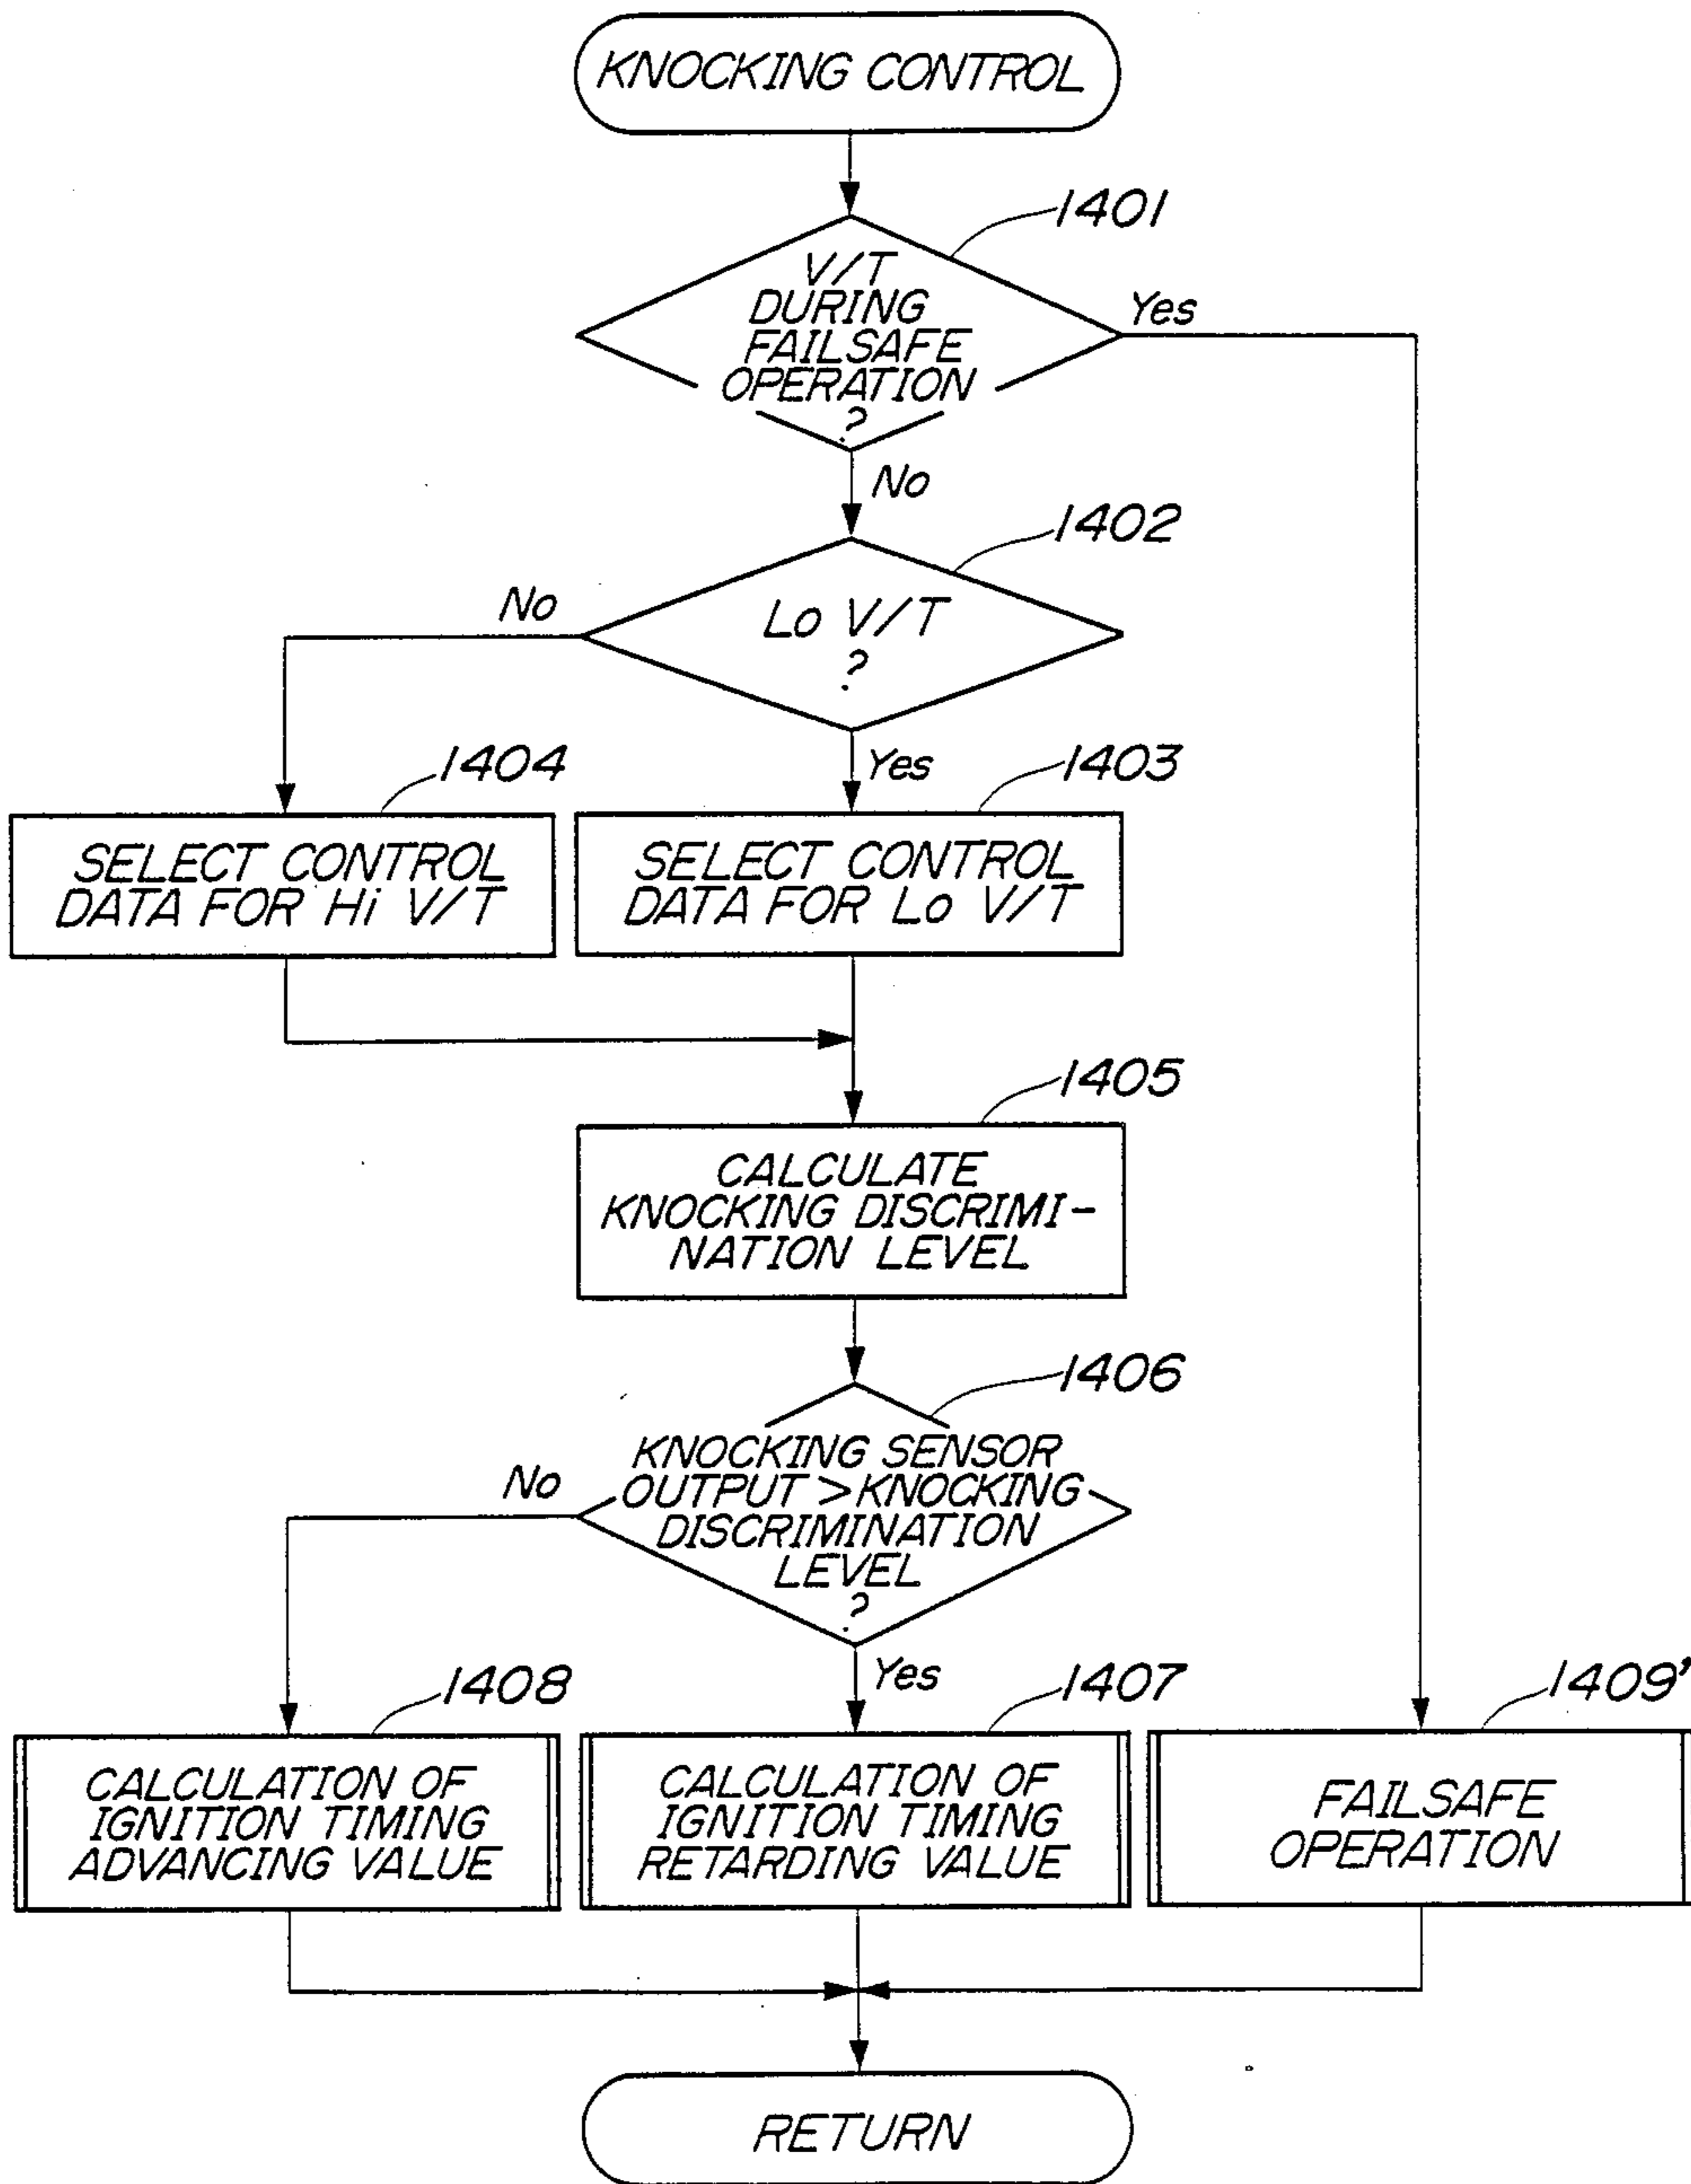 KNOCKING CONTROL
1401
V/T
DURING
FAILSAFE
OPERATION
?
Yes
No
1402
Lo V/T
?
No
Yes
1404
1403
SELECT CONTROL
DATA FOR Hi V/T
SELECT CONTROL
DATA FOR Lo V/T
1405
CALCULATE
KNOCKING DISCRIMI-
NATION LEVEL
1406
KNOCKING SENSOR
OUTPUT > KNOCKING
DISCRIMINATION
LEVEL
?
No
Yes
1408
1407
1409'
CALCULATION OF
IGNITION TIMING
ADVANCING VALUE
CALCULATION OF
IGNITION TIMING
RETARDING VALUE
FAILSAFE
OPERATION
RETURN